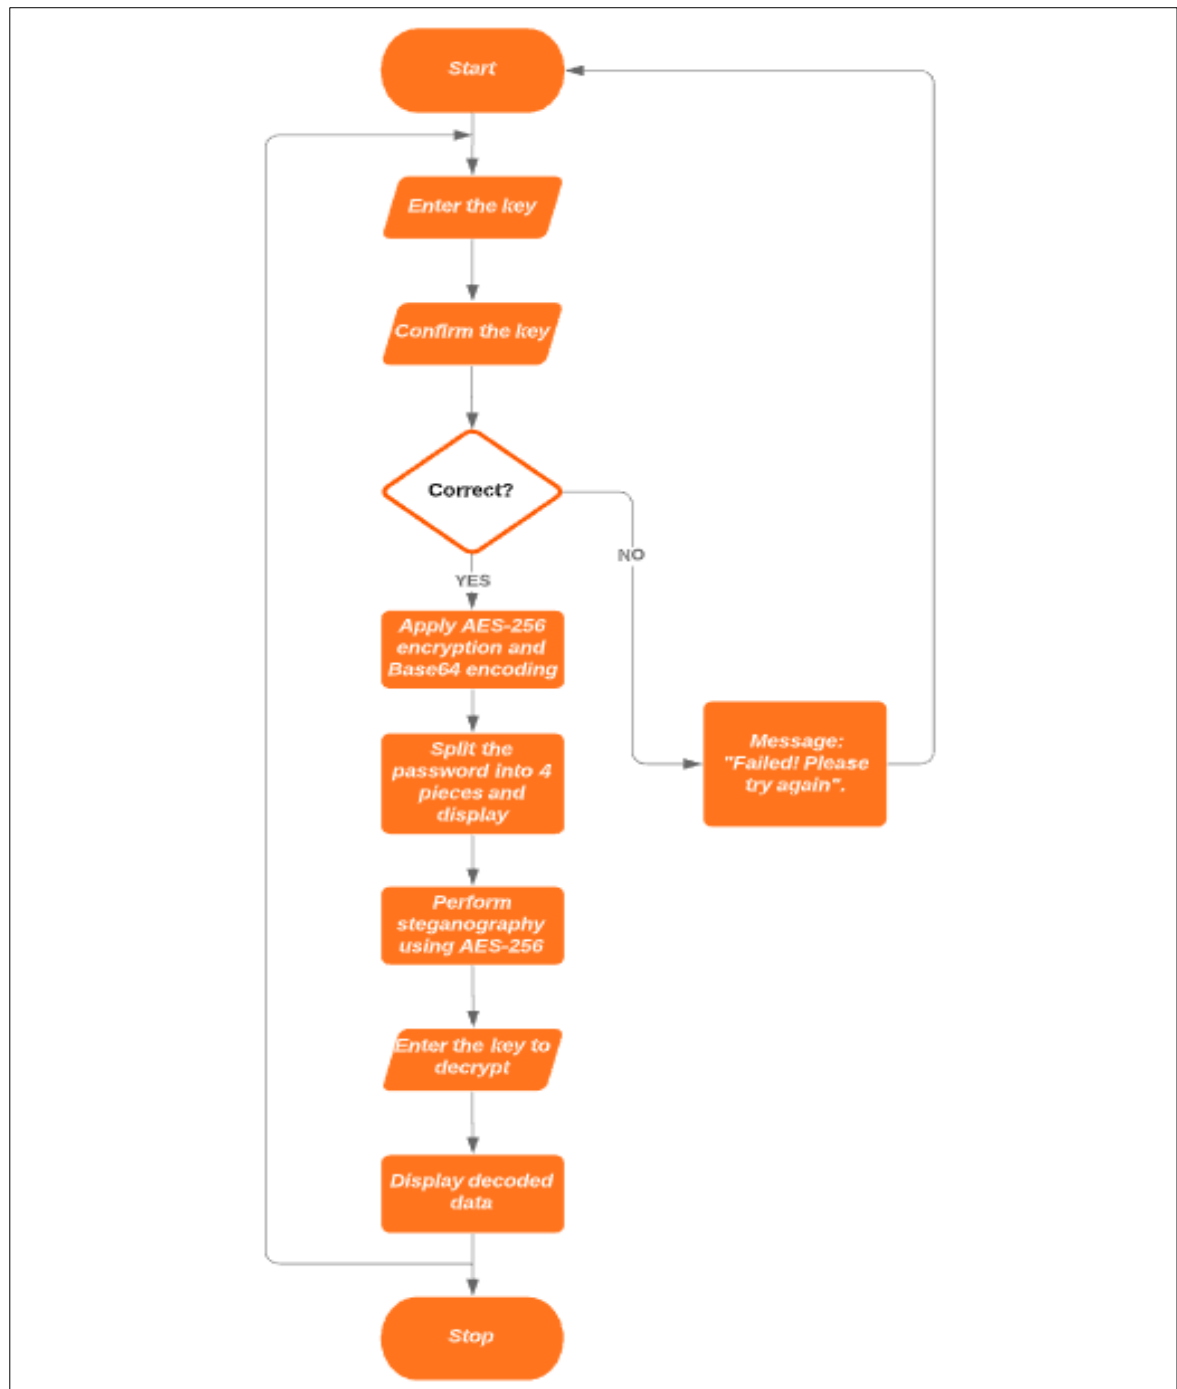 Start
Enter the key
Confirm the key
Correct?
NO
YES
Apply AES-256
encryption and
Base64 encoding
Split the
password into 4
pieces and
display
Message:
"Failed! Please
try again".
Perform
steganography
using AES-256
Enter the key to
decrypt
Display decoded
data
Stop